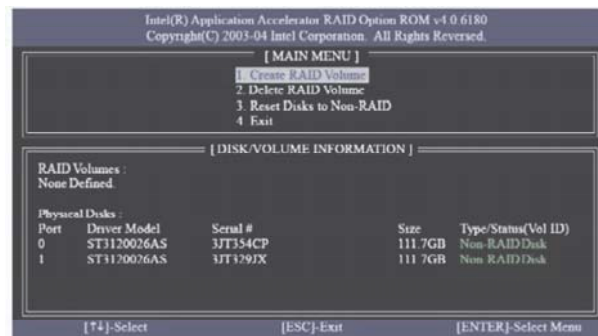 Intel(R) Application Accelerator RAID Option ROM v4.0.6180
Copyright(C) 2003-04 Intel Corporation. All Rights Reversed.
[ MAIN MENU ]
1. Create RAID Volume
2. Delete RAID Volume
3. Reset Disks to Non-RAID
4. Exit
[ DISK/VOLUME INFORMATION ]
RAID Volumes :
None Defined.
Physical Disks :
Port Driver Model Serial # Size Type/Status(Vol ID)
0 ST3120026AS 3JT354CP 111.7GB Non-RAID Disk
1 ST3120026AS 3JT329JX 111.7GB Non-RAID Disk
[↑↓]-Select [ESC]-Exit [ENTER]-Select Menu